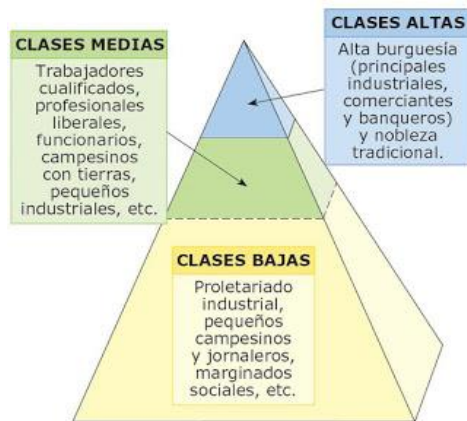 CLASES MEDIAS
Trabajadores
cualificados,
profesionales
liberales,
funcionarios,
campesinos
con tierras,
pequeños
industriales, etc.
CLASES ALTAS
Alta burguesía
(principales
industriales,
comerciantes
y banqueros)
y nobleza
tradicional.
CLASES BAJAS
Proletariado
industrial,
pequeños
campesinos
y jornaleros,
marginados
sociales, etc.